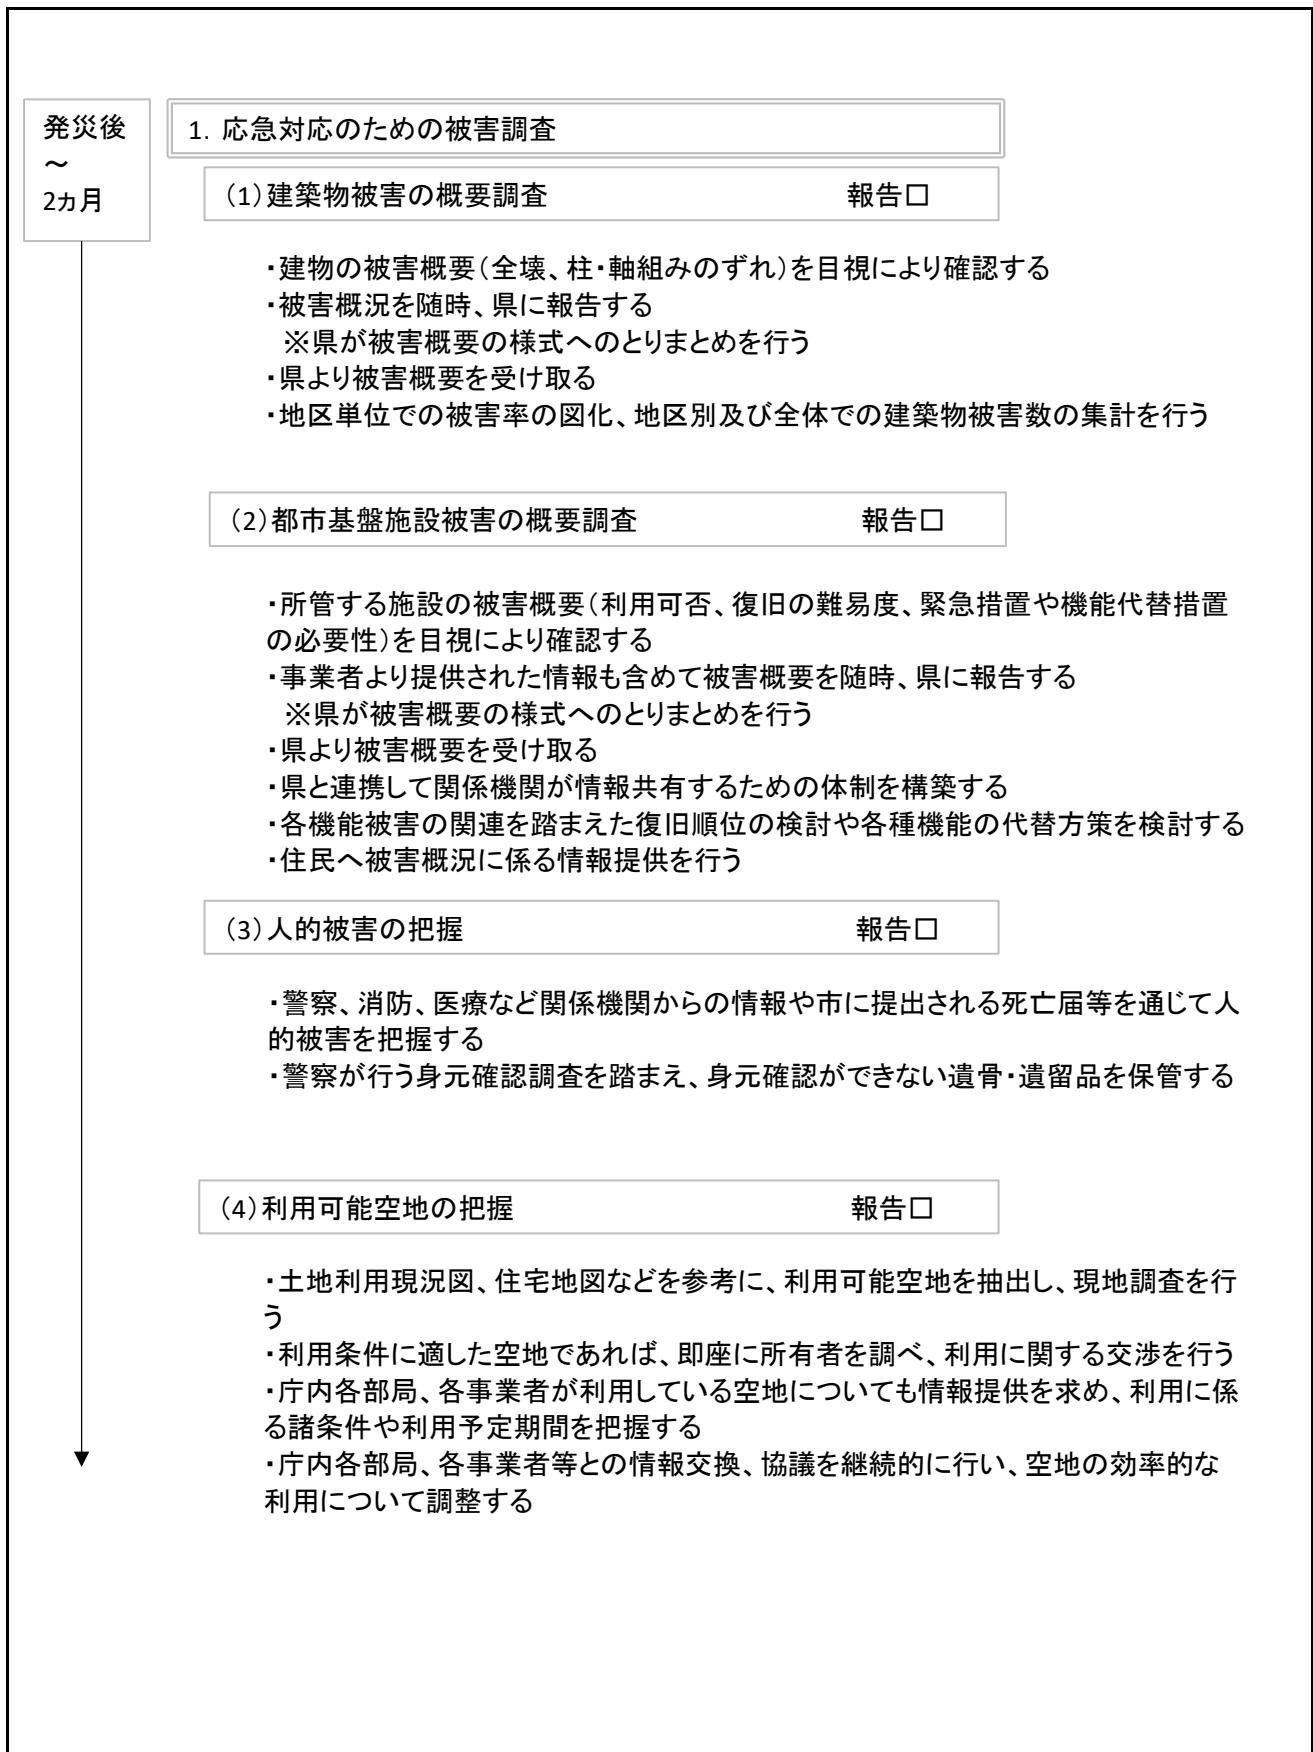 発災後
～
2ヵ月
1. 応急対応のための被害調査
(1)建築物被害の概要調査 報告□
・建物の被害概要(全壊、柱・軸組みのずれ)を目視により確認する
・被害概況を随時、県に報告する
※県が被害概要の様式へのとりまとめを行う
・県より被害概要を受け取る
・地区単位での被害率の図化、地区別及び全体での建築物被害数の集計を行う
(2)都市基盤施設被害の概要調査 報告□
・所管する施設の被害概要(利用可否、復旧の難易度、緊急措置や機能代替措置
の必要性)を目視により確認する
・事業者より提供された情報も含めて被害概要を随時、県に報告する
※県が被害概要の様式へのとりまとめを行う
・県より被害概要を受け取る
・県と連携して関係機関が情報共有するための体制を構築する
・各機能被害の関連を踏まえた復旧順位の検討や各種機能の代替方策を検討する
・住民へ被害概況に係る情報提供を行う
(3)人的被害の把握 報告□
・警察、消防、医療など関係機関からの情報や市に提出される死亡届等を通じて人
的被害を把握する
・警察が行う身元確認調査を踏まえ、身元確認ができない遺骨・遺留品を保管する
(4)利用可能空地の把握 報告□
・土地利用現況図、住宅地図などを参考に、利用可能空地を抽出し、現地調査を行
う
・利用条件に適した空地であれば、即座に所有者を調べ、利用に関する交渉を行う
・庁内各部局、各事業者が利用している空地についても情報提供を求め、利用に係
る諸条件や利用予定期間を把握する
・庁内各部局、各事業者等との情報交換、協議を継続的に行い、空地の効率的な
利用について調整する